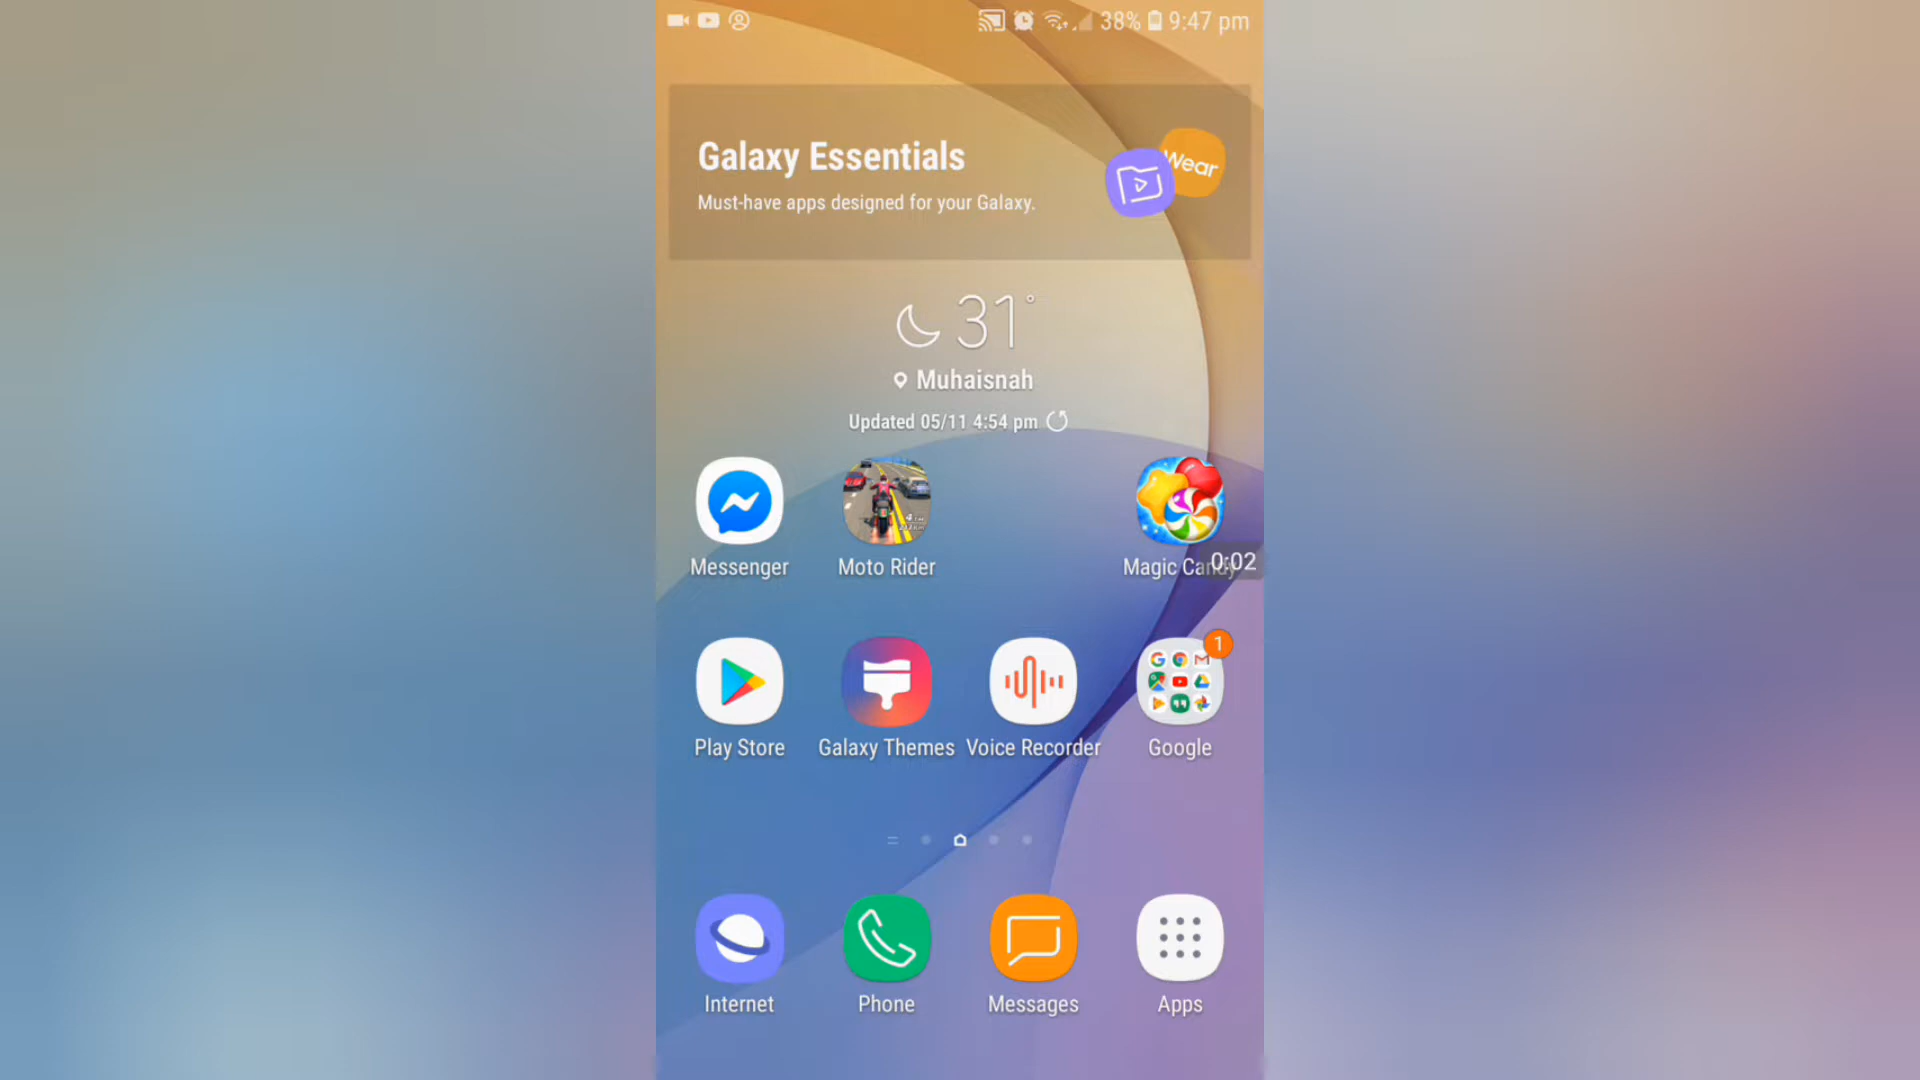 38% 9:47 pm
Galaxy Essentials
Must-have apps designed for your Galaxy.
Wear
31°
Muhaisnah
Updated 05/11 4:54 pm
Messenger
Moto Rider
Magic Candy
0:02
1
Play Store
Galaxy Themes
Voice Recorder
Google
Internet
Phone
Messages
Apps